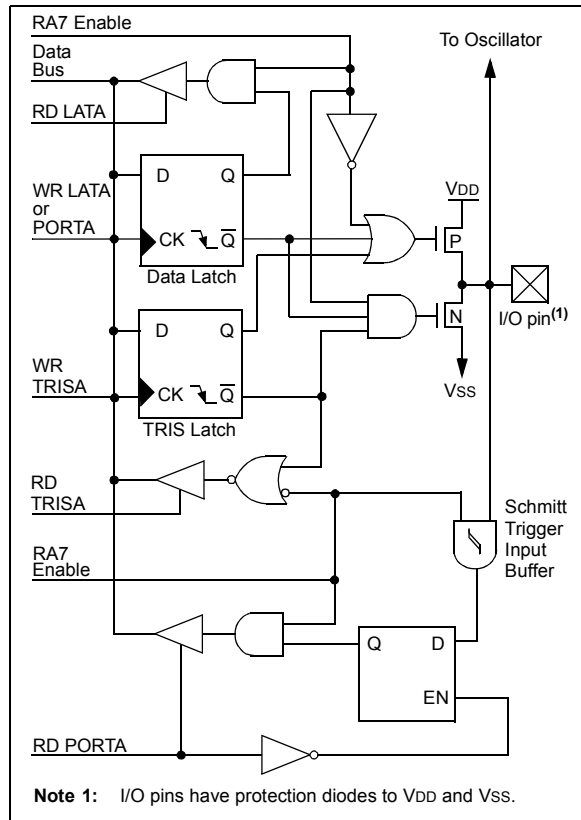 RA7 Enable
Data
Bus
To Oscillator
RD LATA
WR LATA
or
PORTA
D Q
CK Q̅
Data Latch
VDD
P
N
I/O pin(1)
VSS
D Q
WR
TRISA
CK Q̅
TRIS Latch
RD
TRISA
Schmitt
Trigger
Input
Buffer
RA7
Enable
Q D
EN
RD PORTA
Note 1: I/O pins have protection diodes to VDD and VSS.